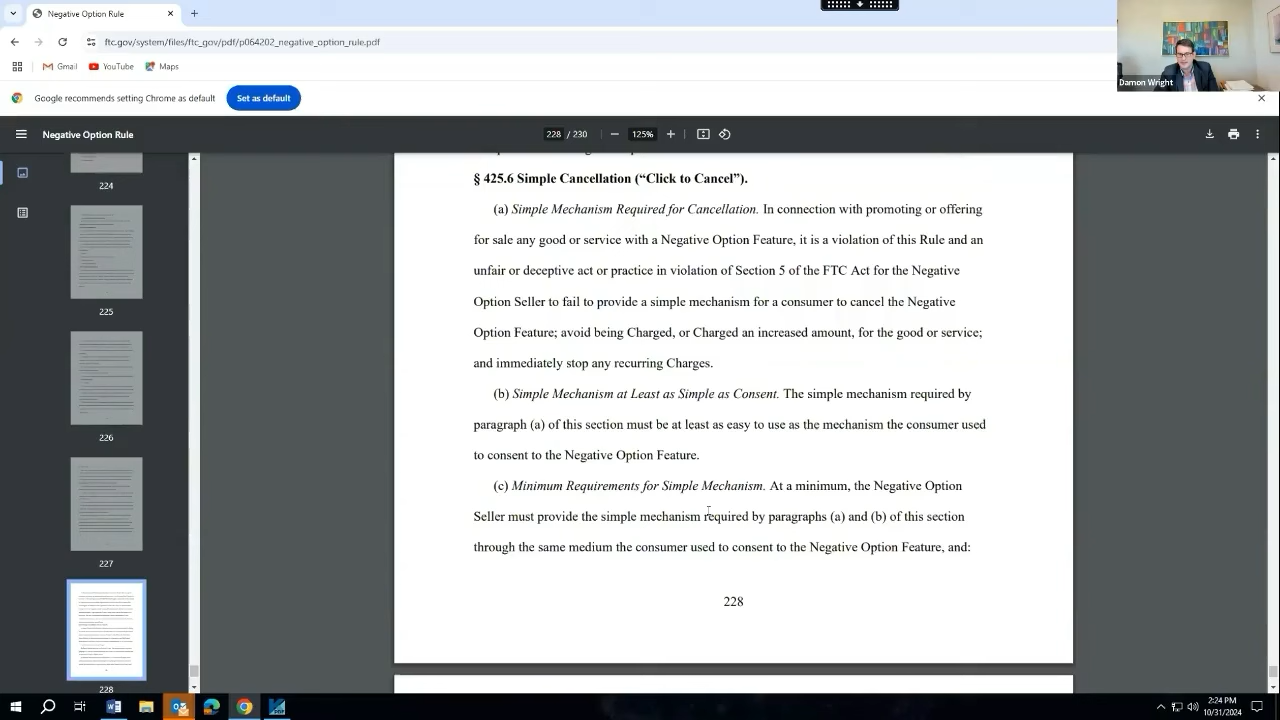 Negative Option Rule
ftc.gov/system/files/ftc_gov/pdf/p064202_negative_option_rule.pdf
Gmail
YouTube
Maps
Damon Wright
Google recommends setting Chrome as default
Set as default
Negative Option Rule
228 / 230
125%
224
225
226
227
228
§ 425.6 Simple Cancellation (“Click to Cancel”).
(a) Simple Mechanism Required for Cancellation. In connection with promoting or offering
for sale any good or service with a Negative Option Feature, it is a violation of this Rule and an
unfair or deceptive act or practice in violation of Section 5 of the FTC Act for the Negative
Option Seller to fail to provide a simple mechanism for a consumer to cancel the Negative
Option Feature; avoid being Charged, or Charged an increased amount, for the good or service;
and immediately stop any recurring Charges.
(b) Simple Mechanism at Least as Simple as Consent. The simple mechanism required by
paragraph (a) of this section must be at least as easy to use as the mechanism the consumer used
to consent to the Negative Option Feature.
(c) Minimum Requirements for Simple Mechanism. At a minimum, the Negative Option
Seller must provide the simple mechanism required by paragraphs (a) and (b) of this section
through the same medium the consumer used to consent to the Negative Option Feature, and:
228
2:24 PM
10/31/2024